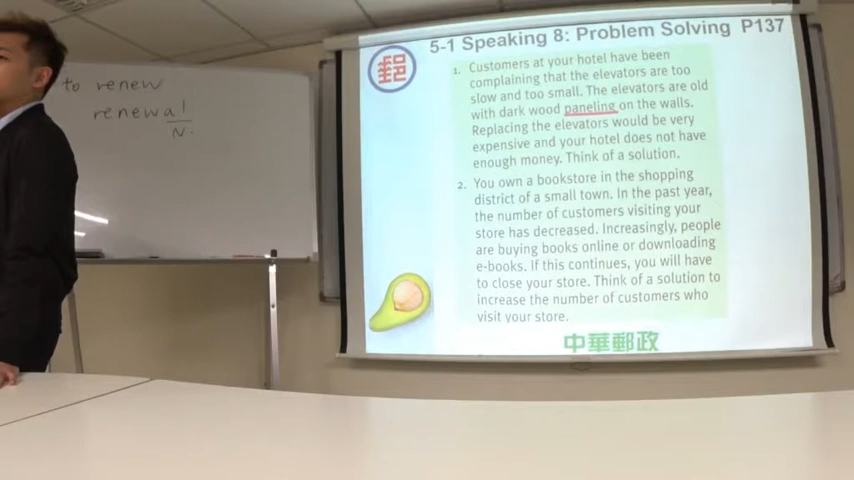 to renew
renewal
N.
郵
5-1 Speaking 8: Problem Solving P137
1. Customers at your hotel have been
complaining that the elevators are too
slow and too small. The elevators are old
with dark wood paneling on the walls.
Replacing the elevators would be very
expensive and your hotel does not have
enough money. Think of a solution.
2. You own a bookstore in the shopping
district of a small town. In the past year,
the number of customers visiting your
store has decreased. Increasingly, people
are buying books online or downloading
e-books. If this continues, you will have
to close your store. Think of a solution to
increase the number of customers who
visit your store.
中華郵政